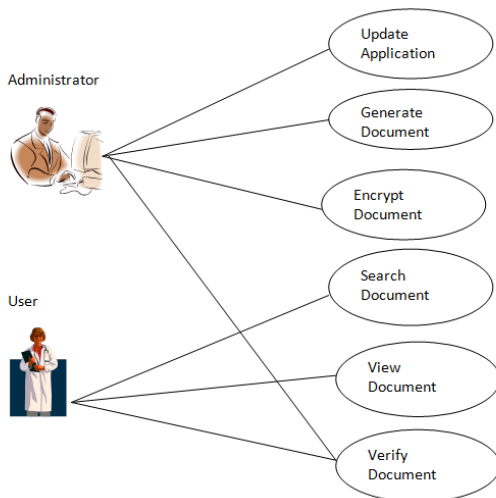 Update
Application
Administrator
Generate
Document
Encrypt
Document
Search
Document
User
View
Document
Verify
Document